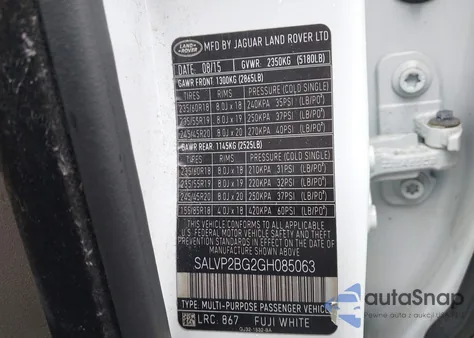 LAND ROVER
MFD BY JAGUAR LAND ROVER LTD
DATE 08/15 GVWR. 2350KG (5180LB)
GAWR FRONT 1300KG (2865LB)
TIRES RIMS PRESSURE (COLD SINGLE)
235/60R18 8.0J x 18 240KPA 35PSI (LB/PO²)
235/55R19 8.0J x 19 250KPA 37PSI (LB/PO²)
245/45R20 8.0J x 20 270KPA 40PSI (LB/PO²)
GAWR REAR 1145KG (2525LB)
TIRES RIMS PRESSURE (COLD SINGLE)
235/60R18 8.0J x 18 210KPA 31PSI (LB/PO²)
235/55R19 8.0J x 19 220KPA 32PSI (LB/PO²)
245/45R20 8.0J x 20 250KPA 37PSI (LB/PO²)
155/85R18 4.0J x 18 420KPA 60PSI (LB/PO²)
THIS VEHICLE CONFORMS TO ALL APPLICABLE
FEDERAL MOTOR VEHICLE SAFETY, BUMPER,
AND THEFT PREVENTION STANDARDS IN EFFECT
ON THE DATE OF MANUFACTURE SHOWN ABOVE
SALVP2BG2GH085063
TYPE: MULTI-PURPOSE PASSENGER VEHICLE
LRC: 867 FUJI WHITE
autoSnap